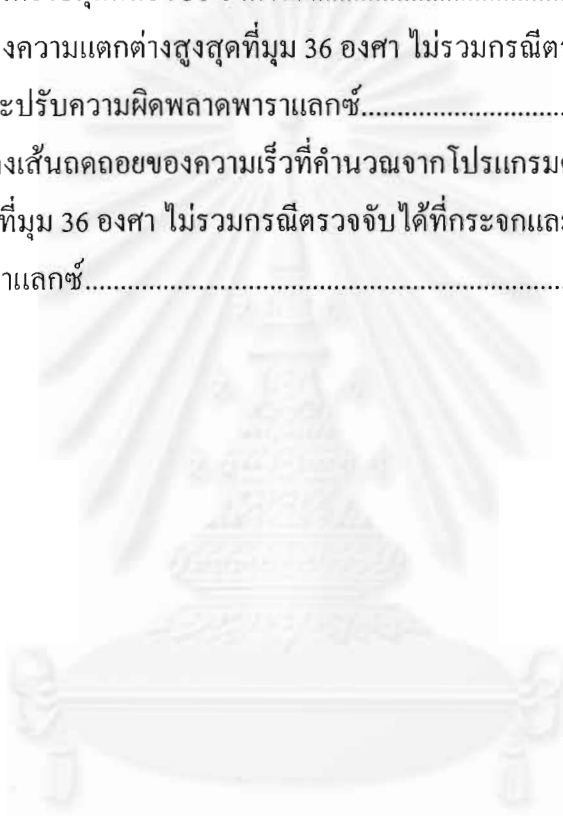 งความแตกต่างสูงสุดที่มุม 36 องศา ไม่รวมกรณีตร
ะปรับความผิดพลาดพาราแลกซ์
งเส้นถดถอยของความเร็วที่คำนวณจากโปรแกรมต
ที่มุม 36 องศา ไม่รวมกรณีตรวจจับได้ที่กระจกและ
าแลกซ์